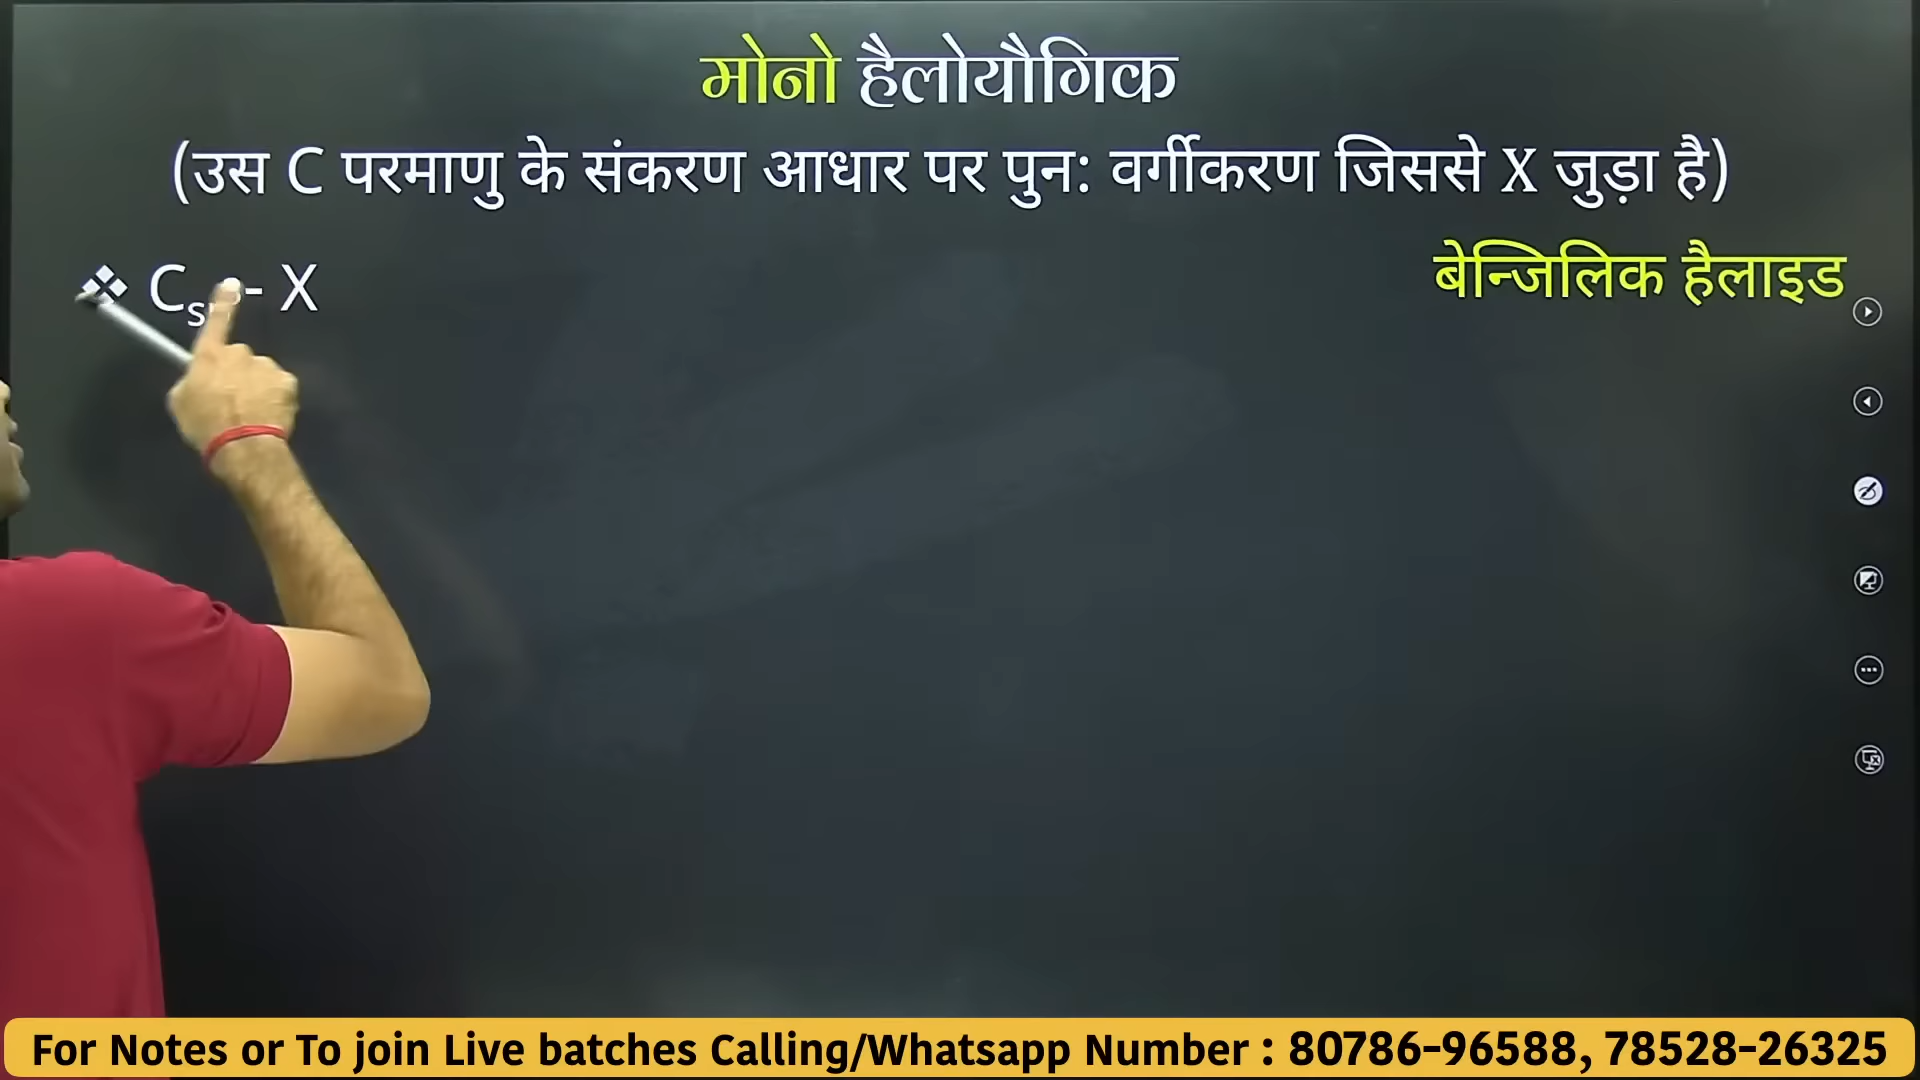 मोनो हैलोयौगिक
(उस C परमाणु के संकरण आधार पर पुन: वर्गीकरण जिससे X जुड़ा है)
❖ C - X
बेन्जिलिक हैलाइड
For Notes or To join Live batches Calling/Whatsapp Number : 80786-96588, 78528-26325